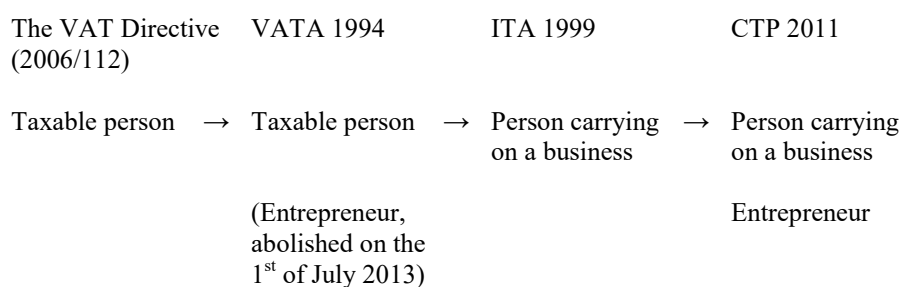 The VAT Directive VATA 1994 ITA 1999 CTP 2011
(2006/112)
Taxable person → Taxable person → Person carrying → Person carrying
on a business on a business
(Entrepreneur, Entrepreneur
abolished on the
1st of July 2013)